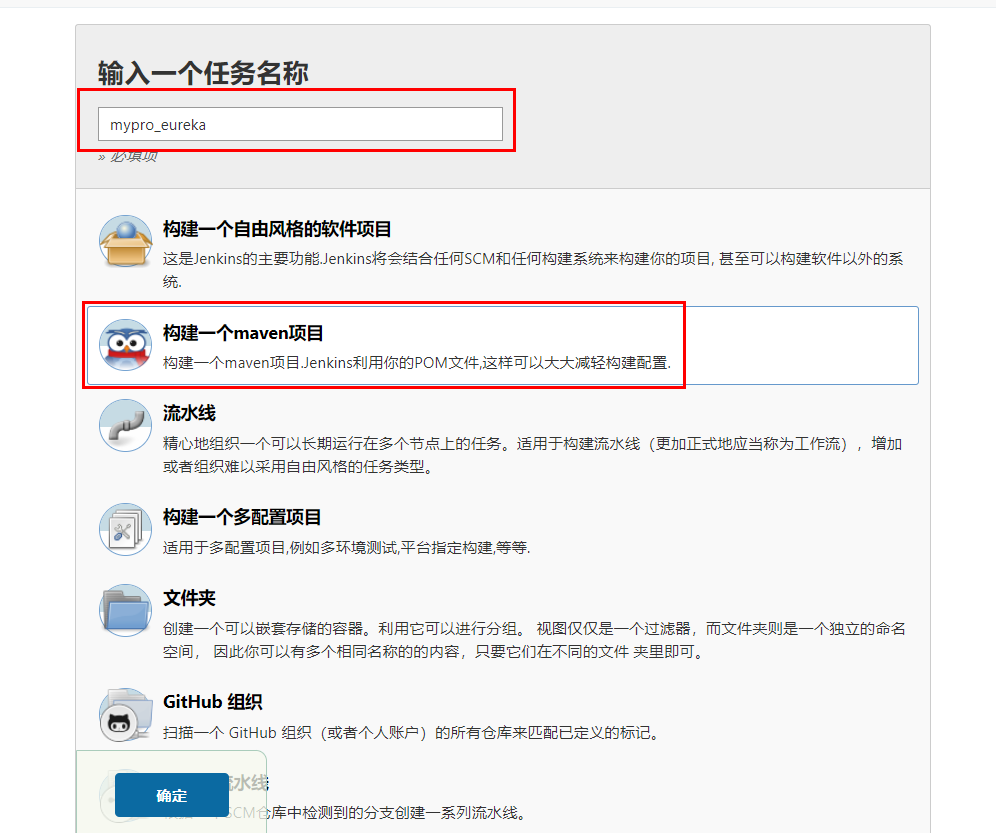 输入一个任务名称
mypro_eureka
» 必填项
构建一个自由风格的软件项目
这是Jenkins的主要功能.Jenkins将会结合任何SCM和任何构建系统来构建你的项目, 甚至可以构建软件以外的系
统.
构建一个maven项目
构建一个maven项目.Jenkins利用你的POM文件,这样可以大大减轻构建配置.
流水线
精心地组织一个可以长期运行在多个节点上的任务。适用于构建流水线（更加正式地应当称为工作流），增加
或者组织难以采用自由风格的任务类型。
构建一个多配置项目
适用于多配置项目,例如多环境测试,平台指定构建,等等.
文件夹
创建一个可以嵌套存储的容器。利用它可以进行分组。 视图仅仅是一个过滤器，而文件夹则是一个独立的命名
空间， 因此你可以有多个相同名称的的内容，只要它们在不同的文件 夹里即可。
GitHub 组织
扫描一个 GitHub 组织（或者个人账户）的所有仓库来匹配已定义的标记。
流水线
确定
SCM仓库中检测到的分支创建一系列流水线。